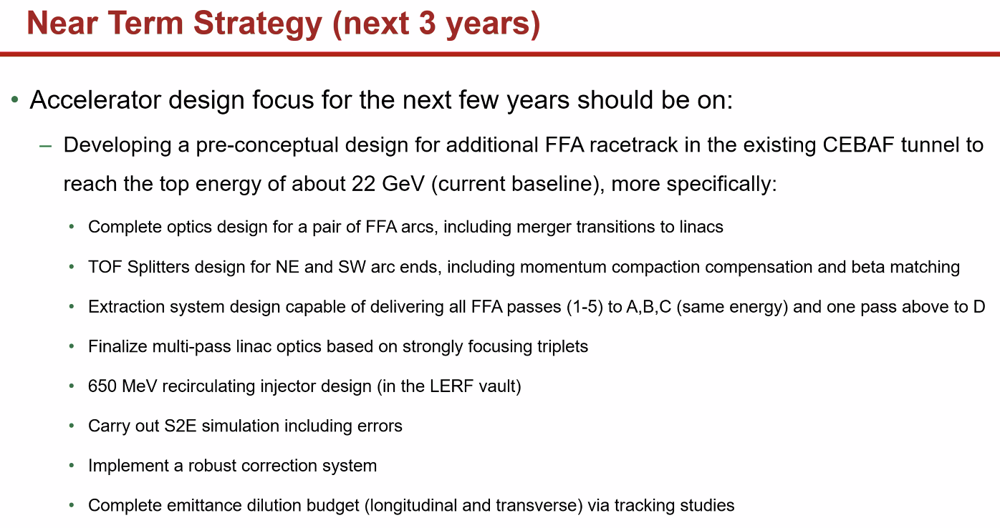 Near Term Strategy (next 3 years)
• Accelerator design focus for the next few years should be on:
– Developing a pre-conceptual design for additional FFA racetrack in the existing CEBAF tunnel to
reach the top energy of about 22 GeV (current baseline), more specifically:
• Complete optics design for a pair of FFA arcs, including merger transitions to linacs
• TOF Splitters design for NE and SW arc ends, including momentum compaction compensation and beta matching
• Extraction system design capable of delivering all FFA passes (1-5) to A,B,C (same energy) and one pass above to D
• Finalize multi-pass linac optics based on strongly focusing triplets
• 650 MeV recirculating injector design (in the LERF vault)
• Carry out S2E simulation including errors
• Implement a robust correction system
• Complete emittance dilution budget (longitudinal and transverse) via tracking studies